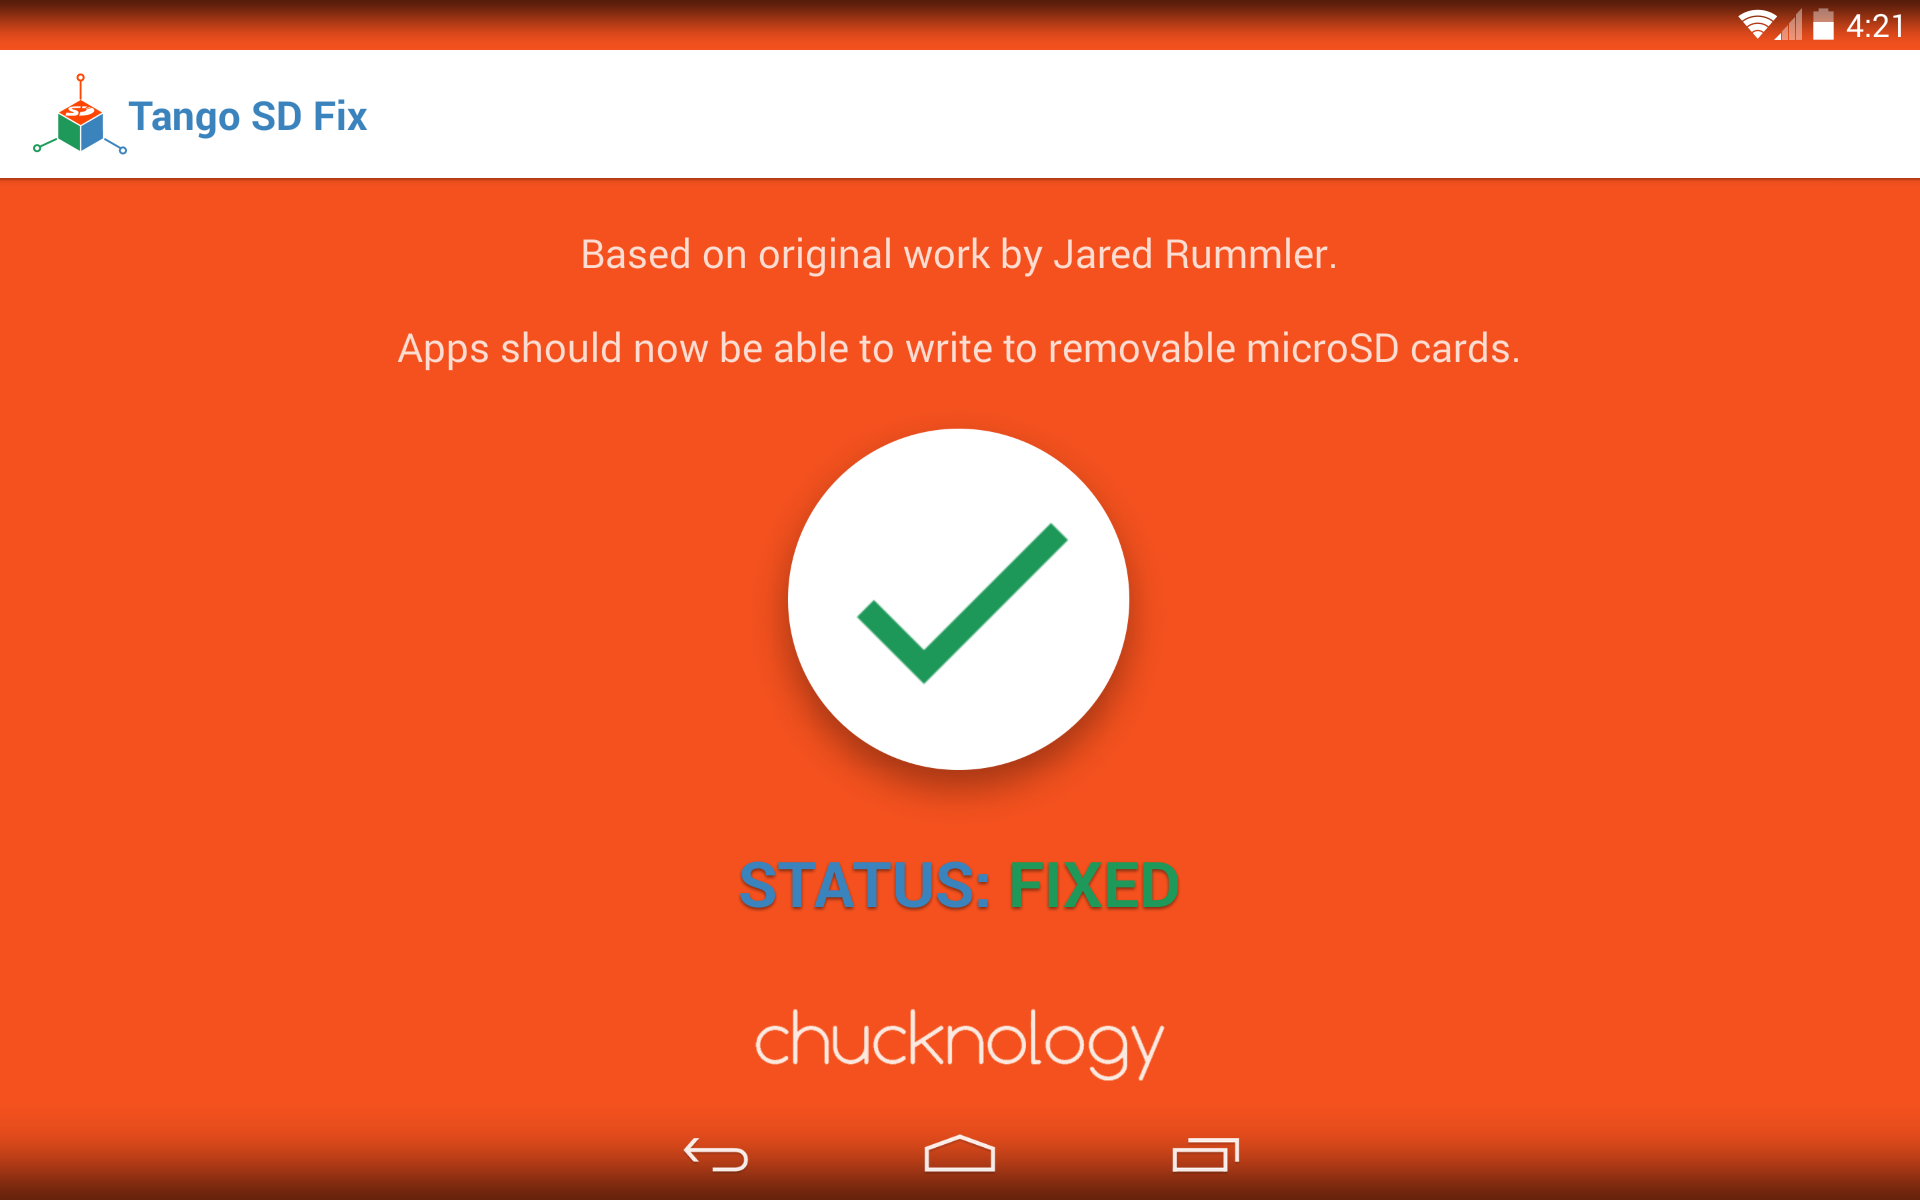 4:21
SD
Tango SD Fix
Based on original work by Jared Rummler.
Apps should now be able to write to removable microSD cards.
STATUS: FIXED
chucknology